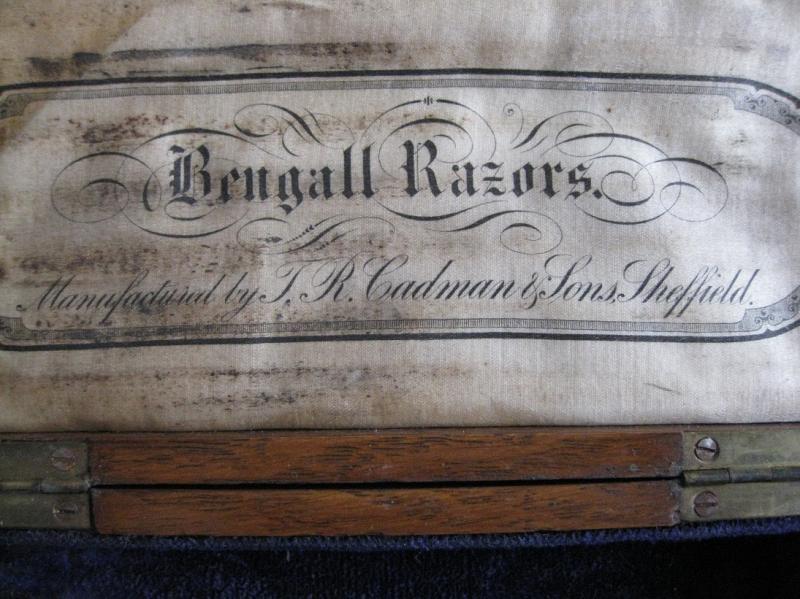 Bengall Razors.
Manufactured by T. R. Cadman & Sons, Sheffield.